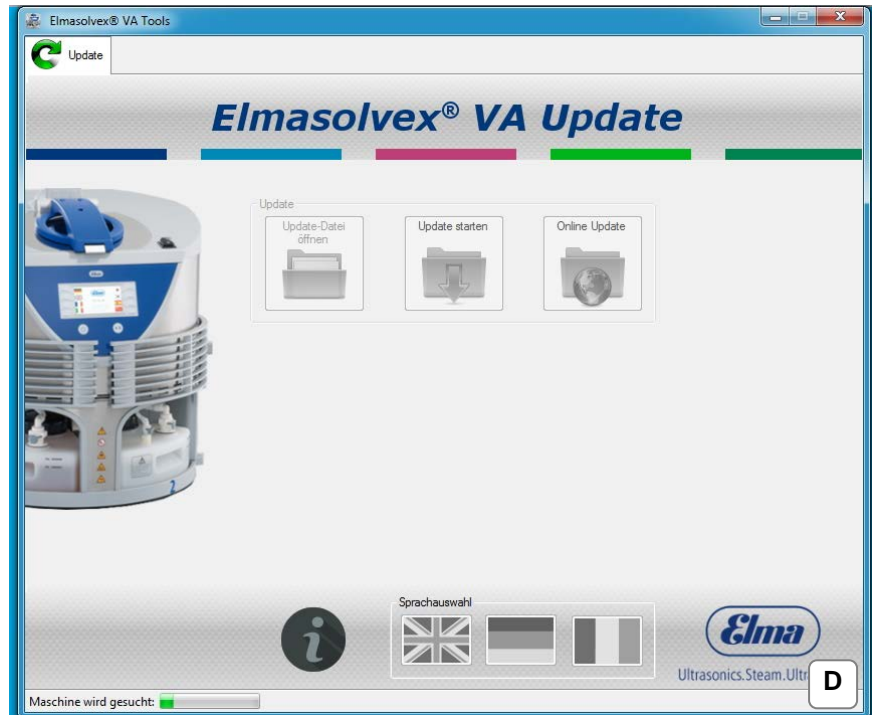 Elmasolvex® VA Tools
Update
Elmasolvex® VA Update
Update
Update-Datei
öffnen
Update starten
Online Update
2
Sprachauswahl
i
Elma
Ultrasonics.Steam.Ultr
D
Maschine wird gesucht: